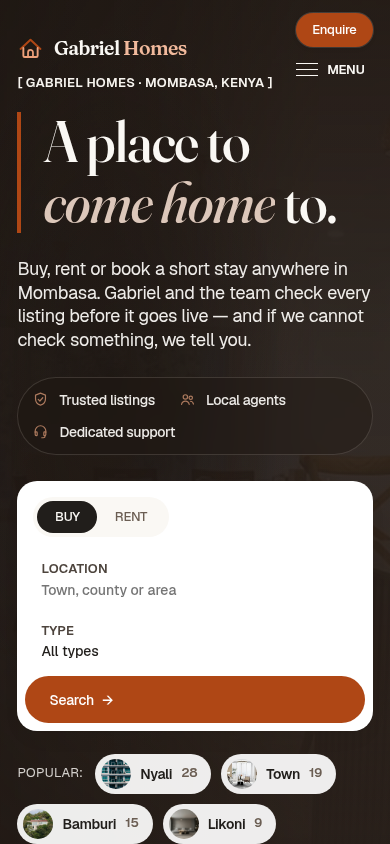 Enquire
Gabriel Homes
MENU
[ GABRIEL HOMES · MOMBASA, KENYA ]
A place to
come home to.
Buy, rent or book a short stay anywhere in
Mombasa. Gabriel and the team check every
listing before it goes live — and if we cannot
check something, we tell you.
Trusted listings
Local agents
Dedicated support
BUY
RENT
LOCATION
Town, county or area
TYPE
All types
Search →
POPULAR:
Nyali 28
Town 19
Bamburi 15
Likoni 9